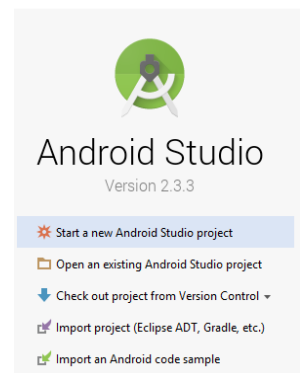 Android Studio
Version 2.3.3
Start a new Android Studio project
Open an existing Android Studio project
Check out project from Version Control
Import project (Eclipse ADT, Gradle, etc.)
Import an Android code sample